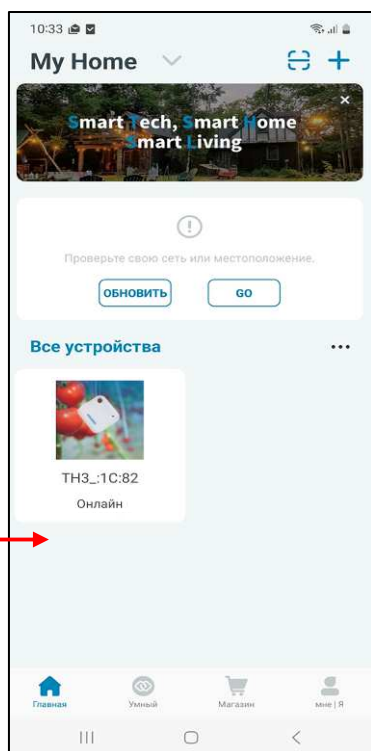 10:33
My Home
Smart Tech, Smart Home
Smart Living
Проверьте свою сеть или местоположение.
ОБНОВИТЬ GO
Все устройства
TH3_:1C:82
Онлайн
Главная Умный Магазин мне | Я